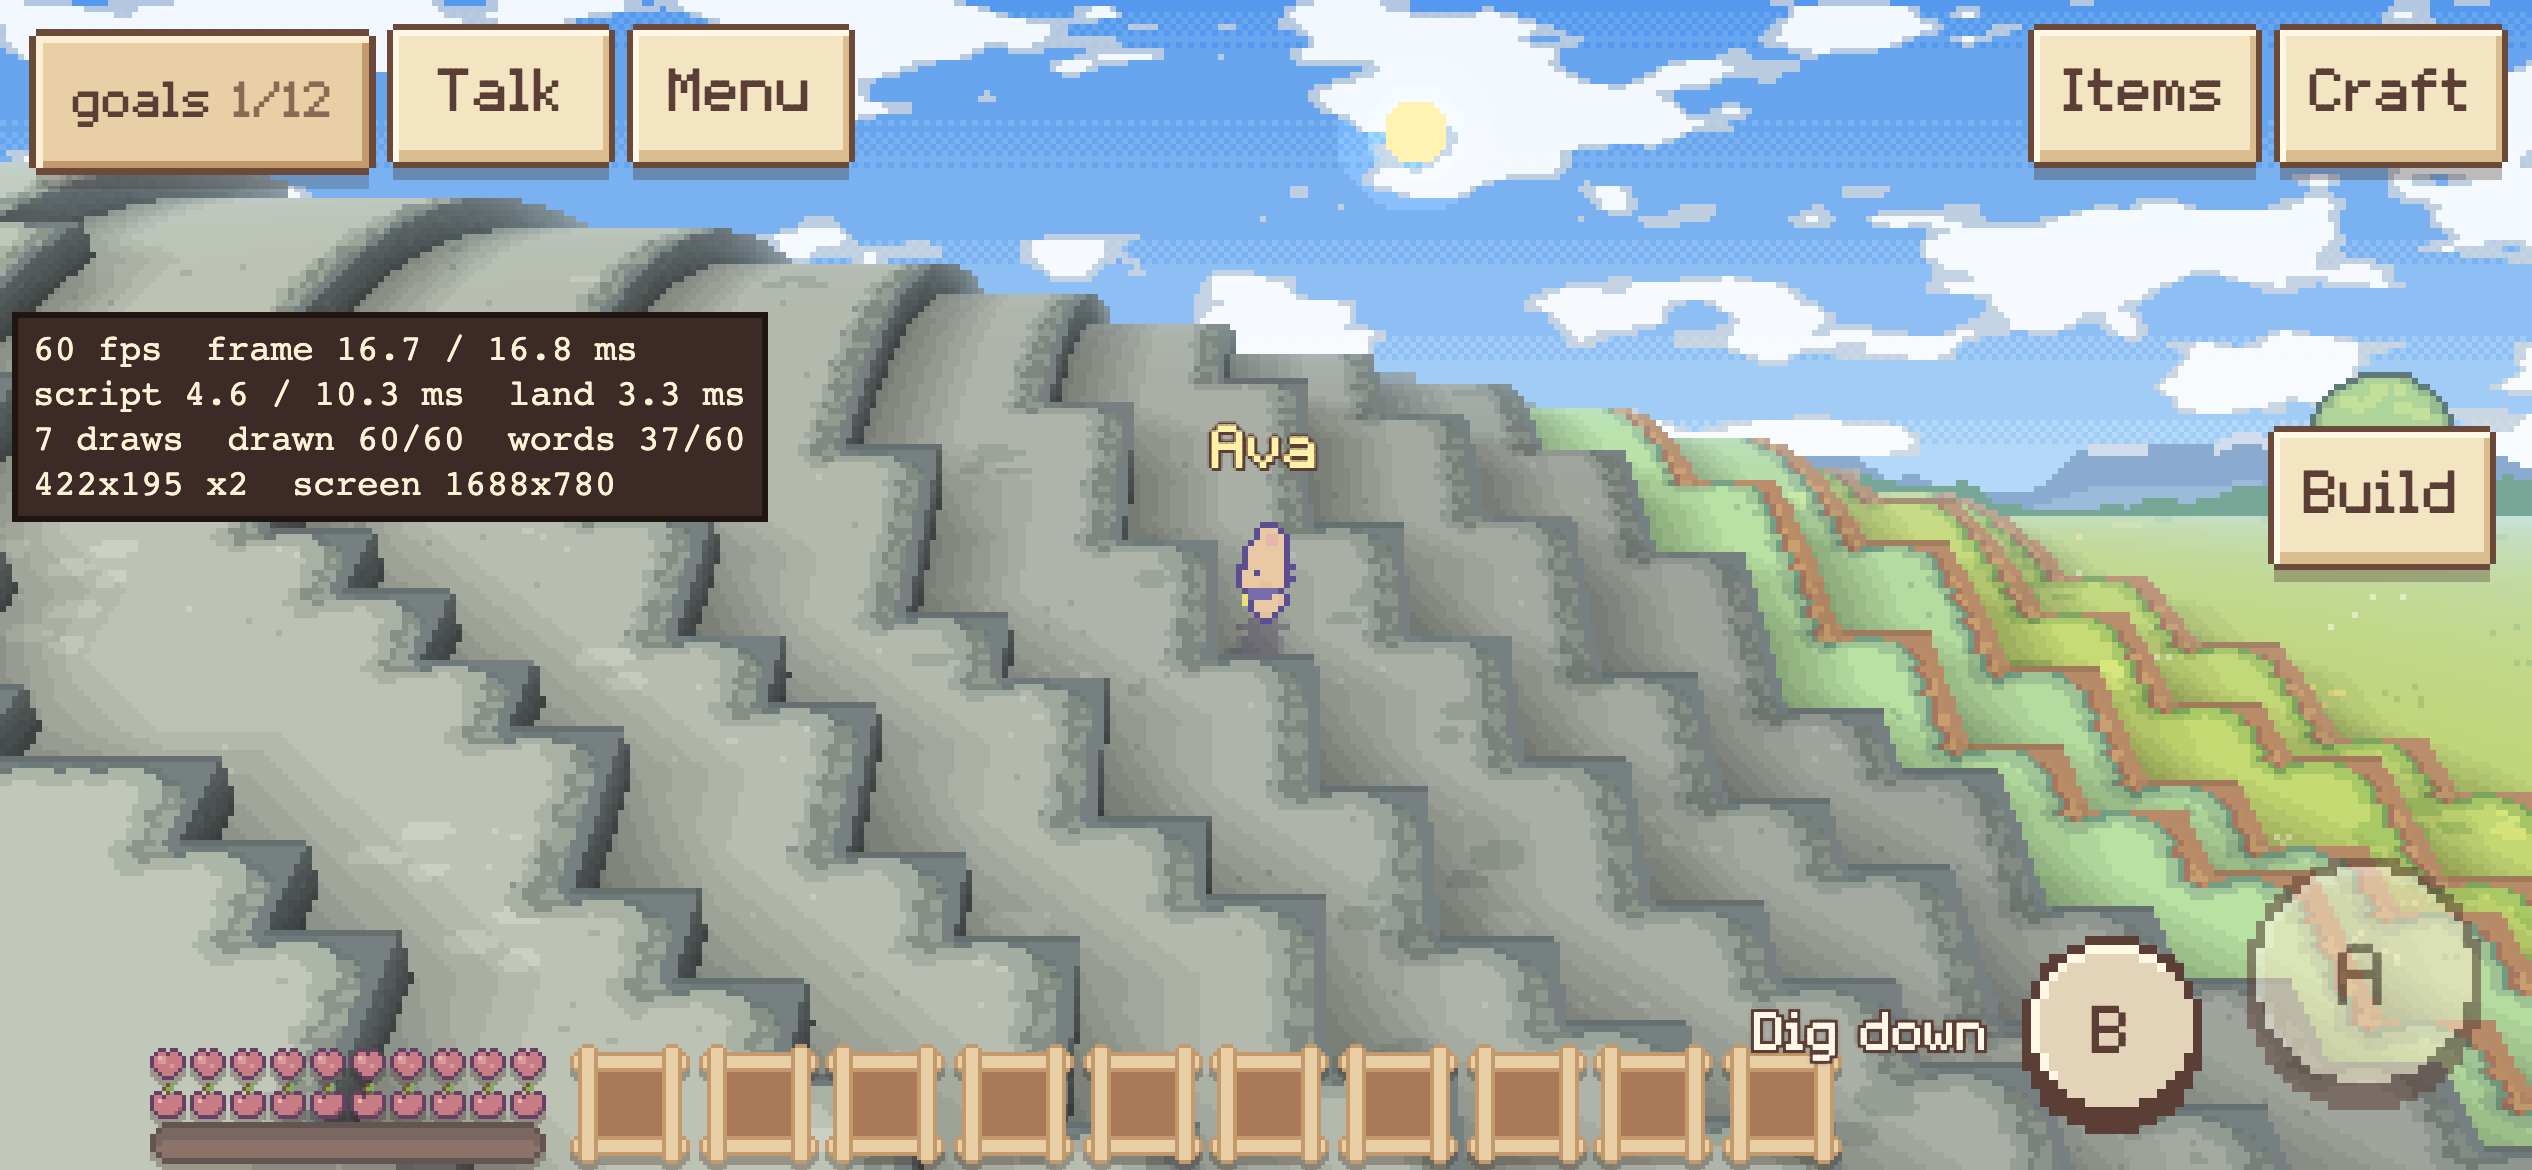 goals 1/12
Talk
Menu
Items
Craft
60 fps  frame 16.7 / 16.8 ms
script 4.6 / 10.3 ms  land 3.3 ms
7 draws  drawn 60/60  words 37/60
422x195 x2  screen 1688x780
Ava
Build
A
Dig down
B